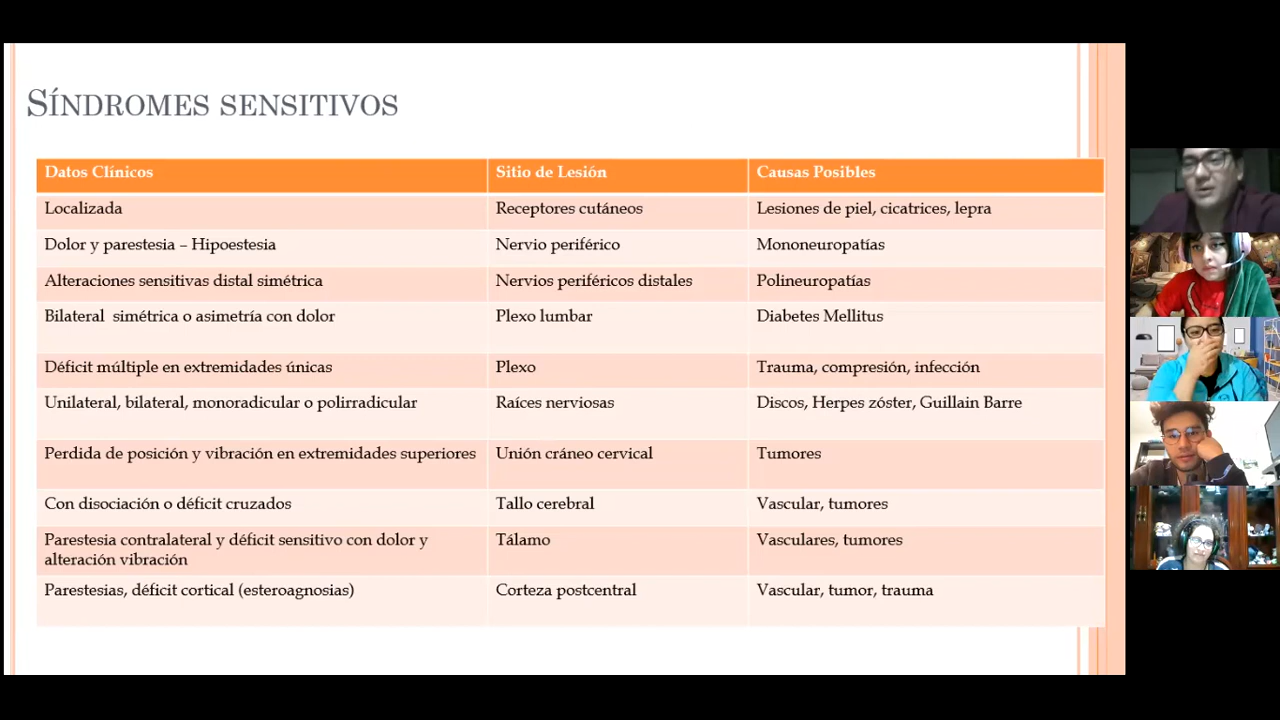 SÍNDROMES SENSITIVOS
Datos Clínicos Sitio de Lesión Causas Posibles
Localizada Receptores cutáneos Lesiones de piel, cicatrices, lepra
Dolor y parestesia – Hipoestesia Nervio periférico Mononeuropatías
Alteraciones sensitivas distal simétrica Nervios periféricos distales Polineuropatías
Bilateral simétrica o asimetría con dolor Plexo lumbar Diabetes Mellitus
Déficit múltiple en extremidades únicas Plexo Trauma, compresión, infección
Unilateral, bilateral, monoradicular o polirradicular Raíces nerviosas Discos, Herpes zóster, Guillain Barre
Perdida de posición y vibración en extremidades superiores Unión cráneo cervical Tumores
Con disociación o déficit cruzados Tallo cerebral Vascular, tumores
Parestesia contralateral y déficit sensitivo con dolor y Tálamo Vasculares, tumores
alteración vibración
Parestesias, déficit cortical (esteroagnosias) Corteza postcentral Vascular, tumor, trauma